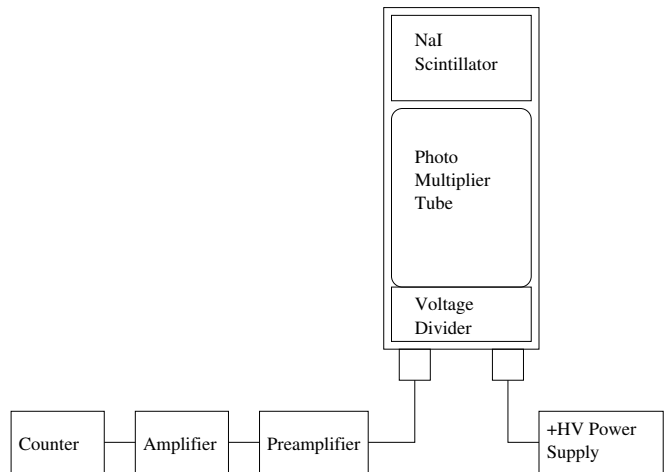 NaI
Scintillator
Photo
Multiplier
Tube
Voltage
Divider
Counter
Amplifier
Preamplifier
+HV Power
Supply